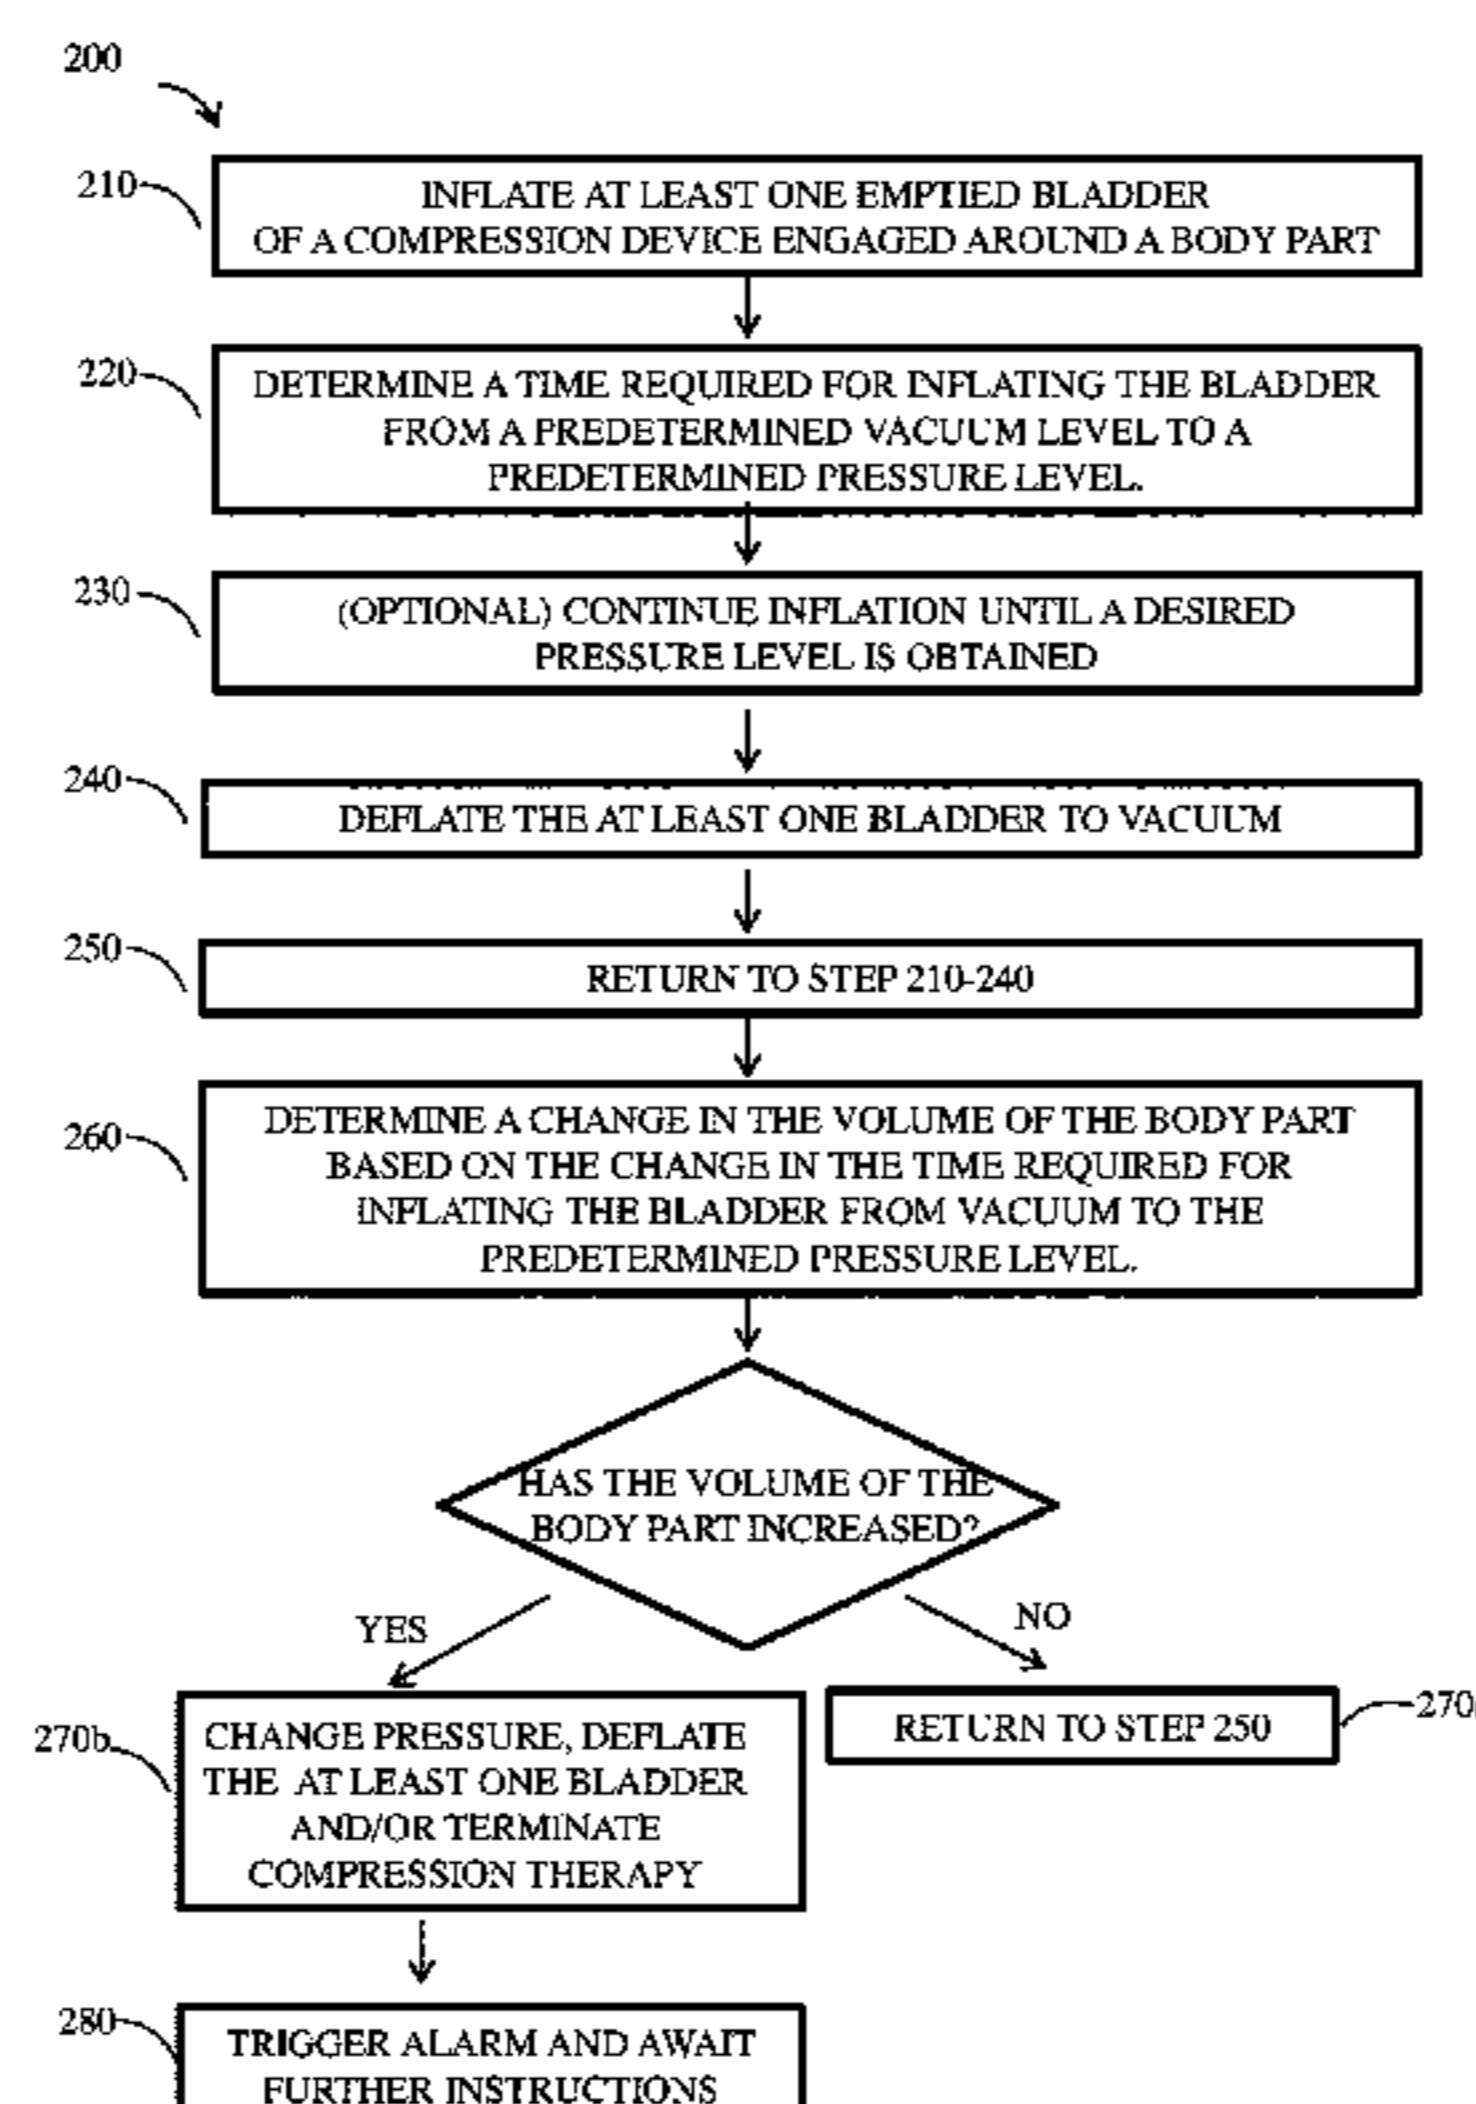 200
210
INFLATE AT LEAST ONE EMPTIED BLADDER
OF A COMPRESSION DEVICE ENGAGED AROUND A BODY PART
220
DETERMINE A TIME REQUIRED FOR INFLATING THE BLADDER
FROM A PREDETERMINED VACUUM LEVEL TO A
PREDETERMINED PRESSURE LEVEL.
230
(OPTIONAL) CONTINUE INFLATION UNTIL A DESIRED
PRESSURE LEVEL IS OBTAINED
240
DEFLATE THE AT LEAST ONE BLADDER TO VACUUM
250
RETURN TO STEP 210-240
260
DETERMINE A CHANGE IN THE VOLUME OF THE BODY PART
BASED ON THE CHANGE IN THE TIME REQUIRED FOR
INFLATING THE BLADDER FROM VACUUM TO THE
PREDETERMINED PRESSURE LEVEL.
HAS THE VOLUME OF THE
BODY PART INCREASED?
YES
NO
270b
CHANGE PRESSURE, DEFLATE
THE AT LEAST ONE BLADDER
AND/OR TERMINATE
COMPRESSION THERAPY
RETURN TO STEP 250
280
TRIGGER ALARM AND AWAIT
FURTHER INSTRUCTIONS